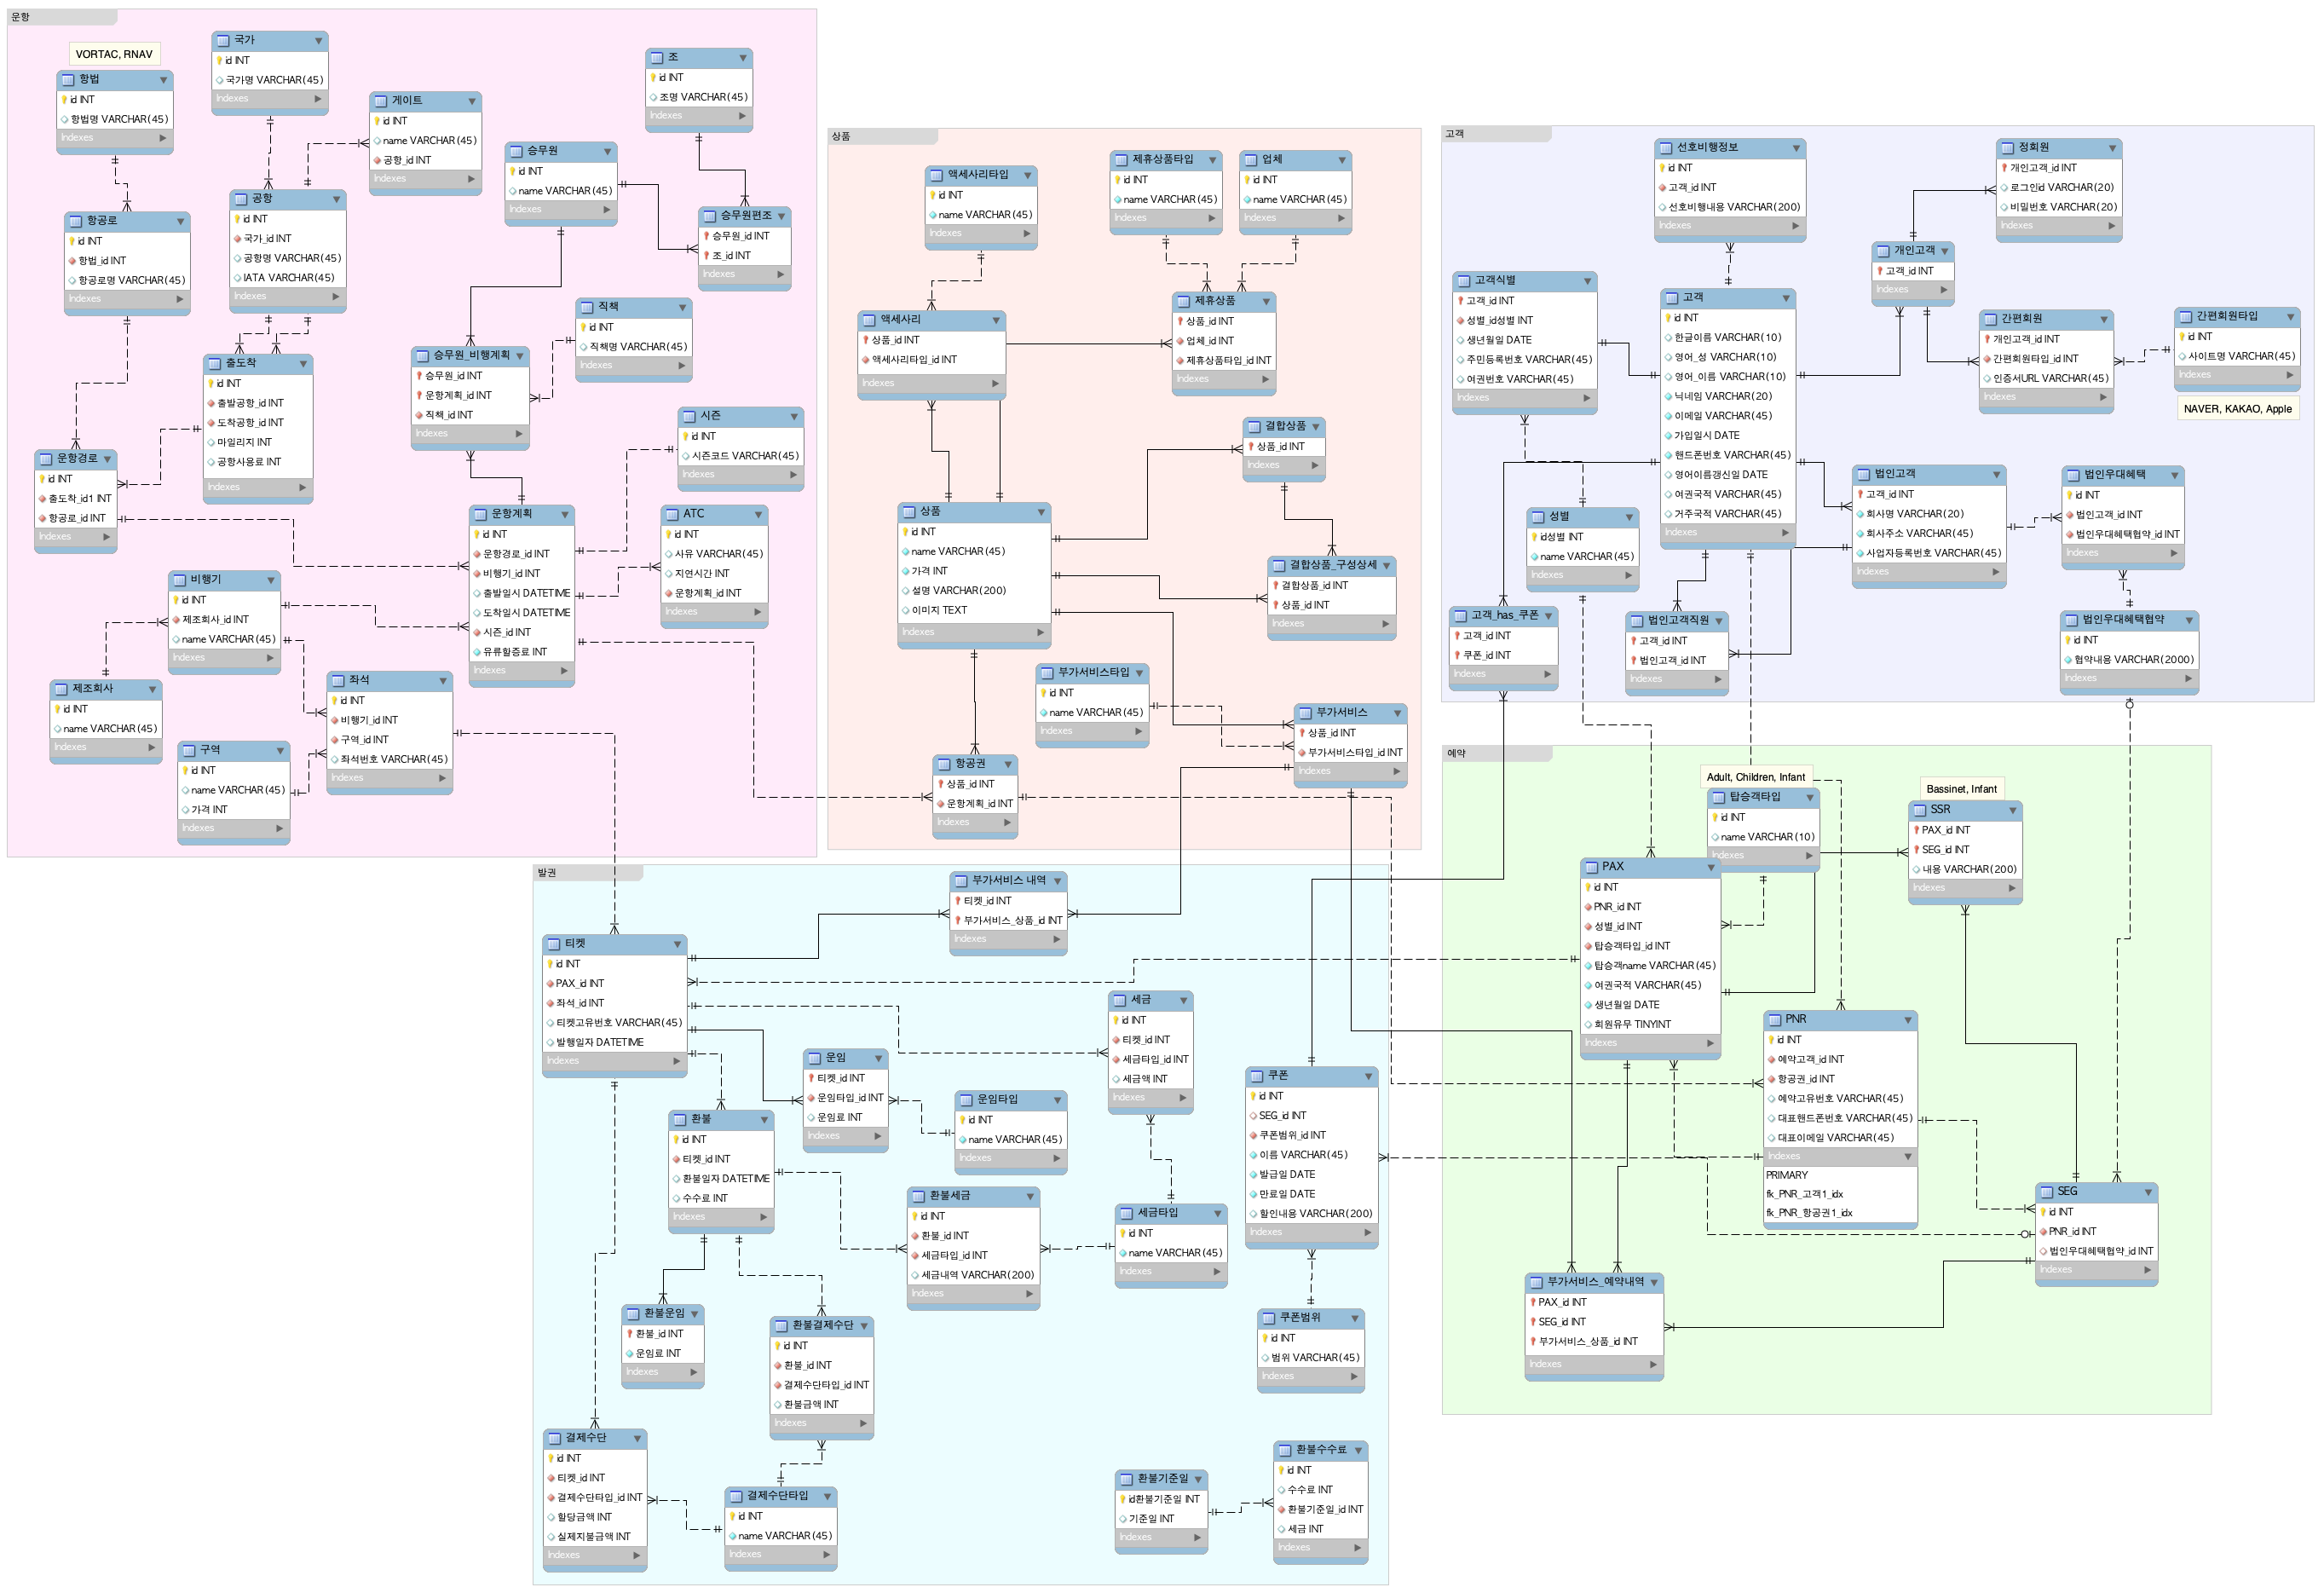 운항
VORTAC, RNAV
항법
id INT
항법명 VARCHAR(45)
Indexes
국가
id INT
국가명 VARCHAR(45)
Indexes
게이트
id INT
name VARCHAR(45)
공항_id INT
Indexes
조
id INT
조명 VARCHAR(45)
Indexes
승무원
id INT
name VARCHAR(45)
Indexes
승무원편조
승무원_id INT
조_id INT
Indexes
항공로
id INT
항법_id INT
항공로명 VARCHAR(45)
Indexes
공항
id INT
국가_id INT
공항명 VARCHAR(45)
IATA VARCHAR(45)
Indexes
직책
id INT
직책명 VARCHAR(45)
Indexes
승무원_비행계획
승무원_id INT
운항계획_id INT
직책_id INT
Indexes
출도착
id INT
출발공항_id INT
도착공항_id INT
마일리지 INT
공항사용료 INT
Indexes
시즌
id INT
시즌코드 VARCHAR(45)
Indexes
운항경로
id INT
출도착_id1 INT
항공로_id INT
Indexes
운항계획
id INT
운항경로_id INT
비행기_id INT
출발일시 DATETIME
도착일시 DATETIME
시즌_id INT
유류할증료 INT
Indexes
ATC
id INT
사유 VARCHAR(45)
지연시간 INT
운항계획_id INT
Indexes
비행기
id INT
제조회사_id INT
name VARCHAR(45)
Indexes
제조회사
id INT
name VARCHAR(45)
Indexes
좌석
id INT
비행기_id INT
구역_id INT
좌석번호 VARCHAR(45)
Indexes
구역
id INT
name VARCHAR(45)
가격 INT
Indexes
상품
액세사리타입
id INT
name VARCHAR(45)
Indexes
제휴상품타입
id INT
name VARCHAR(45)
Indexes
업체
id INT
name VARCHAR(45)
Indexes
액세사리
상품_id INT
액세사리타입_id INT
Indexes
제휴상품
상품_id INT
업체_id INT
제휴상품타입_id INT
Indexes
결합상품
상품_id INT
Indexes
상품
id INT
name VARCHAR(45)
가격 INT
설명 VARCHAR(200)
이미지 TEXT
Indexes
결합상품_구성상세
결합상품_id INT
상품_id INT
Indexes
부가서비스타입
id INT
name VARCHAR(45)
Indexes
부가서비스
상품_id INT
부가서비스타입_id INT
Indexes
항공권
상품_id INT
운항계획_id INT
Indexes
고객
선호비행정보
id INT
고객_id INT
선호비행내용 VARCHAR(200)
Indexes
정회원
개인고객_id INT
로그인id VARCHAR(20)
비밀번호 VARCHAR(20)
Indexes
개인고객
고객_id INT
Indexes
고객식별
고객_id INT
성별_id성별 INT
생년월일 DATE
주민등록번호 VARCHAR(45)
여권번호 VARCHAR(45)
Indexes
고객
id INT
한글이름 VARCHAR(10)
영어_성 VARCHAR(10)
영어_이름 VARCHAR(10)
닉네임 VARCHAR(20)
이메일 VARCHAR(45)
가입일시 DATE
핸드폰번호 VARCHAR(45)
영어이름갱신일 DATE
여권국적 VARCHAR(45)
거주국적 VARCHAR(45)
Indexes
간편회원
개인고객_id INT
간편회원타입_id INT
인증서URL VARCHAR(45)
Indexes
간편회원타입
id INT
사이트명 VARCHAR(45)
Indexes
NAVER, KAKAO, Apple
성별
id성별 INT
name VARCHAR(45)
Indexes
법인고객
고객_id INT
회사명 VARCHAR(20)
회사주소 VARCHAR(45)
사업자등록번호 VARCHAR(45)
Indexes
법인우대혜택
id INT
법인고객_id INT
법인우대혜택협약_id INT
Indexes
고객_has_쿠폰
고객_id INT
쿠폰_id INT
Indexes
법인고객직원
고객_id INT
법인고객_id INT
Indexes
법인우대혜택협약
id INT
협약내용 VARCHAR(2000)
Indexes
예약
Adult, Children, Infant
탑승객타입
id INT
name VARCHAR(10)
Indexes
Bassinet, Infant
SSR
PAX_id INT
SEG_id INT
내용 VARCHAR(200)
Indexes
PAX
id INT
PNR_id INT
성별_id INT
탑승객타입_id INT
탑승객name VARCHAR(45)
여권국적 VARCHAR(45)
생년월일 DATE
회원유무 TINYINT
Indexes
PNR
id INT
예약고객_id INT
항공권_id INT
예약고유번호 VARCHAR(45)
대표핸드폰번호 VARCHAR(45)
대표이메일 VARCHAR(45)
Indexes
PRIMARY
fk_PNR_고객1_idx
fk_PNR_항공권1_idx
SEG
id INT
PNR_id INT
법인우대혜택협약_id INT
Indexes
부가서비스_예약내역
PAX_id INT
SEG_id INT
부가서비스_상품_id INT
Indexes
발권
부가서비스 내역
티켓_id INT
부가서비스_상품_id INT
Indexes
티켓
id INT
PAX_id INT
좌석_id INT
티켓고유번호 VARCHAR(45)
발행일자 DATETIME
Indexes
세금
id INT
티켓_id INT
세금타입_id INT
세금액 INT
Indexes
운임
티켓_id INT
운임타입_id INT
운임료 INT
Indexes
운임타입
id INT
name VARCHAR(45)
Indexes
쿠폰
id INT
SEG_id INT
쿠폰범위_id INT
이름 VARCHAR(45)
발급일 DATE
만료일 DATE
할인내용 VARCHAR(200)
Indexes
환불
id INT
티켓_id INT
환불일자 DATETIME
수수료 INT
Indexes
환불세금
id INT
환불_id INT
세금타입_id INT
세금내역 VARCHAR(200)
Indexes
세금타입
id INT
name VARCHAR(45)
Indexes
환불운임
환불_id INT
운임료 INT
Indexes
환불결제수단
id INT
환불_id INT
결제수단타입_id INT
환불금액 INT
Indexes
쿠폰범위
id INT
범위 VARCHAR(45)
Indexes
결제수단
id INT
티켓_id INT
결제수단타입_id INT
할당금액 INT
실제지불금액 INT
Indexes
결제수단타입
id INT
name VARCHAR(45)
Indexes
환불기준일
id환불기준일 INT
기준일 INT
Indexes
환불수수료
id INT
수수료 INT
환불기준일_id INT
세금 INT
Indexes